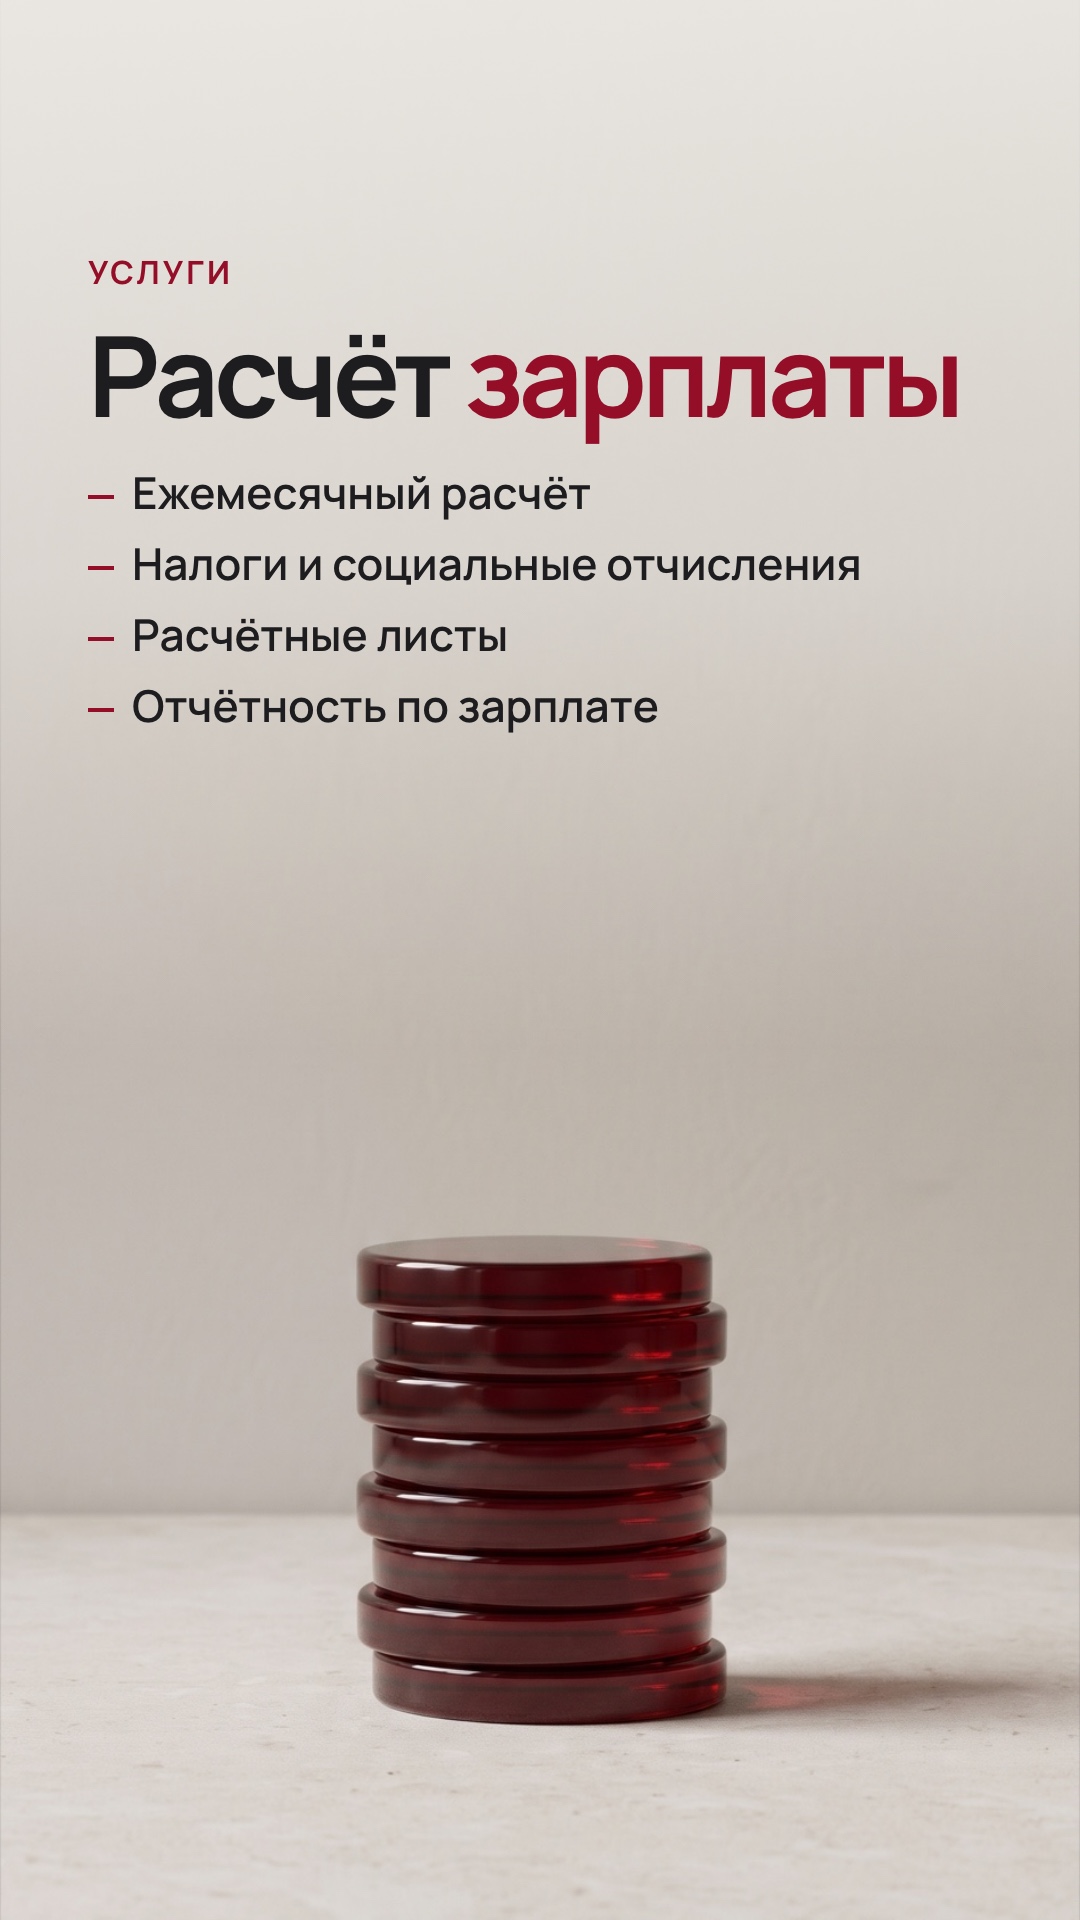 УСЛУГИ
Расчёт зарплаты
— Ежемесячный расчёт
— Налоги и социальные отчисления
— Расчётные листы
— Отчётность по зарплате